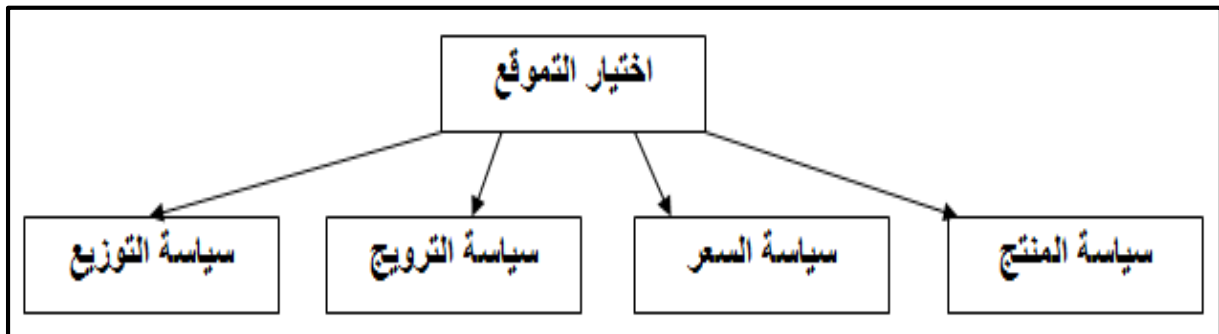 اختيار التموقع
سياسة المنتج
سياسة السعر
سياسة الترويج
سياسة التوزيع